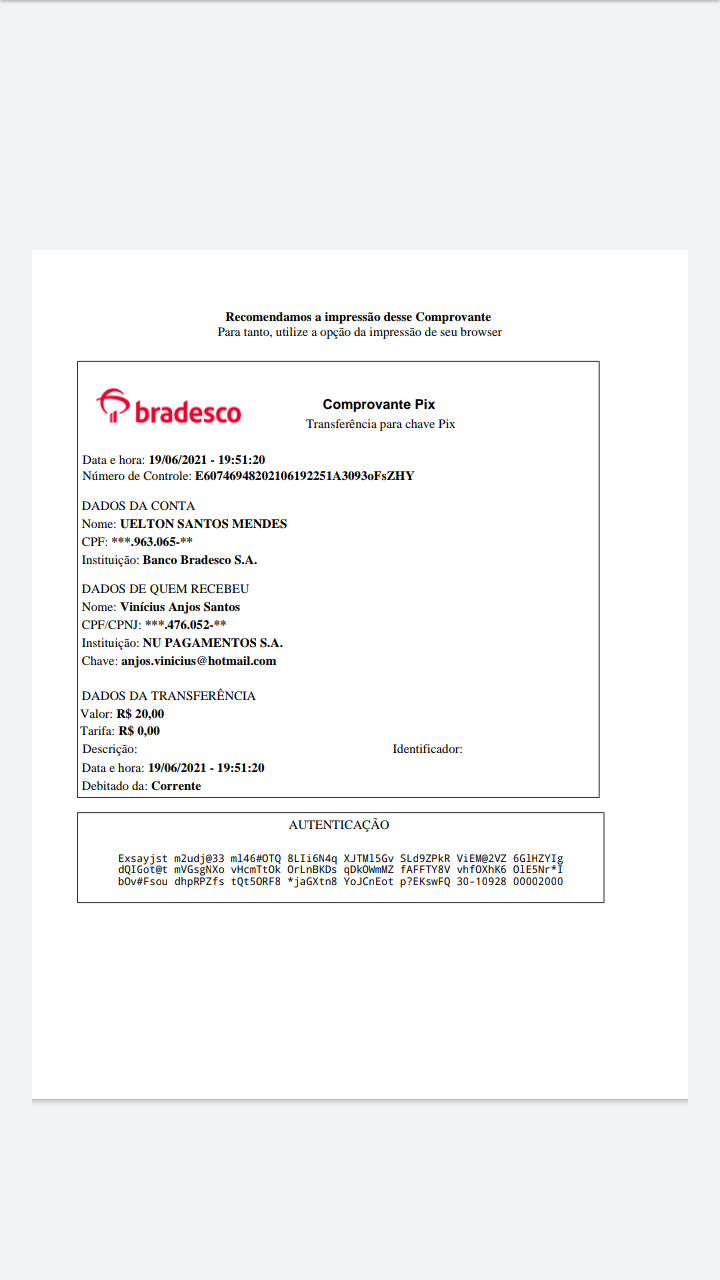 Recomendamos a impressão desse Comprovante
Para tanto, utilize a opção da impressão de seu browser
bradesco
Comprovante Pix
Transferência para chave Pix
Data e hora: 19/06/2021 - 19:51:20
Número de Controle: E60746948202106192251A3093oFsZHY
DADOS DA CONTA
Nome: UELTON SANTOS MENDES
CPF: ***.963.065-**
Instituição: Banco Bradesco S.A.
DADOS DE QUEM RECEBEU
Nome: Vinícius Anjos Santos
CPF/CPNJ: ***.476.052-**
Instituição: NU PAGAMENTOS S.A.
Chave: anjos.vinicius@hotmail.com
DADOS DA TRANSFERÊNCIA
Valor: R$ 20,00
Tarifa: R$ 0,00
Descrição: Identificador:
Data e hora: 19/06/2021 - 19:51:20
Debitado da: Corrente
AUTENTICAÇÃO
Exsayjst m2udj@33 ml46#OTQ 8LIi6N4q XJTMl5Gv SLd9ZPkR ViEM@2VZ 6GlHZYIg
dQIGot@t mVGsgNXo vHcmTtOk OrLnBKDs qDkOWmMZ fAFFTY8V vhfOXhK6 OlE5Nr*I
bOv#Fsou dhpRPZfs tQt5ORF8 *jaGXtn8 YoJCnEot p?EKswFQ 30-10928 00002000